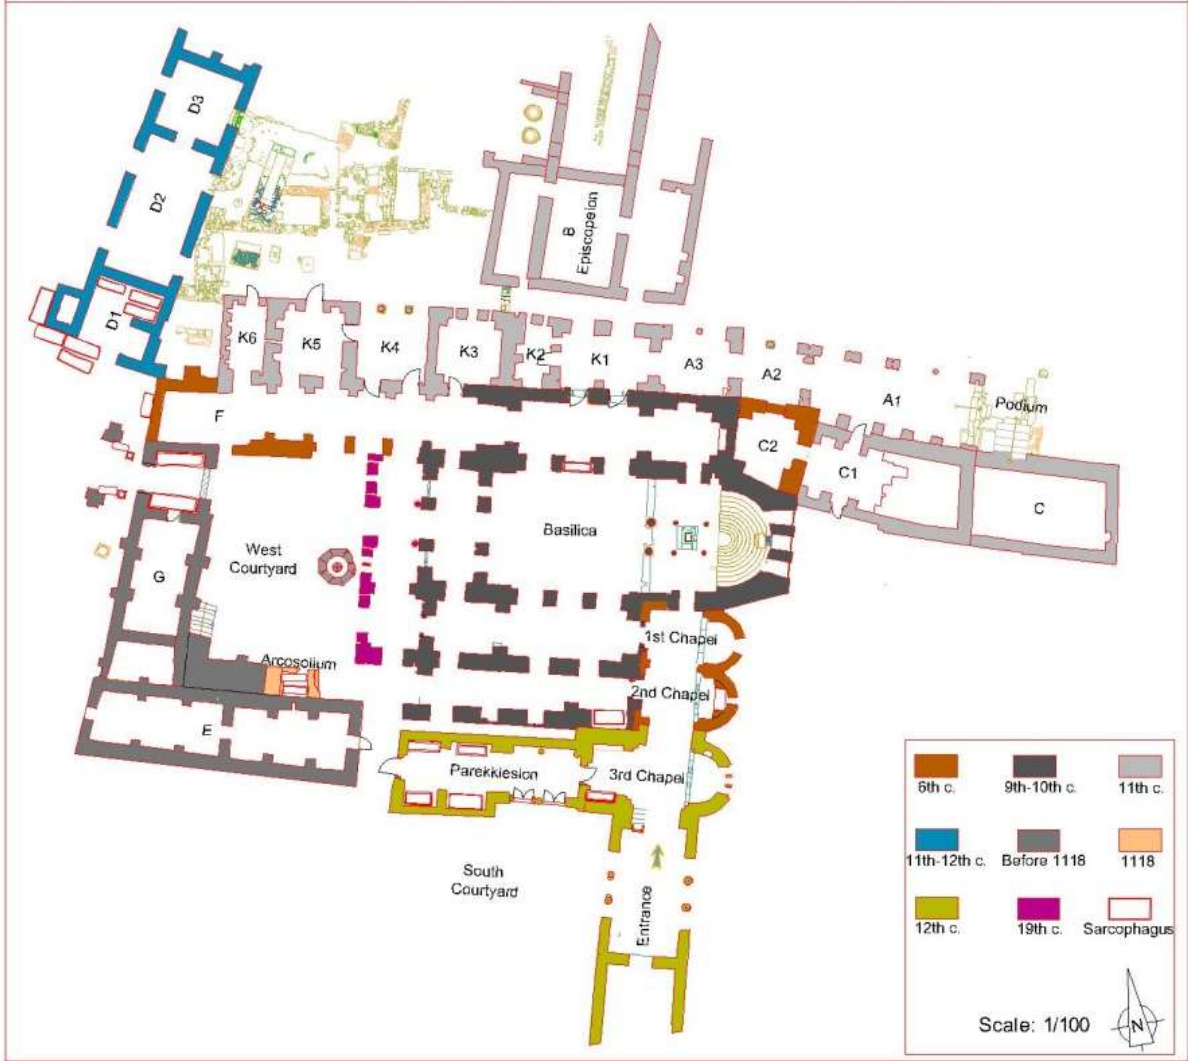 D3
D2
D1
B
Episcopeion
K6
K5
K4
K3
K2
K1
A3
A2
A1
Podium
F
C2
C1
C
Basilica
West
Courtyard
G
1st Chapel
Arcosolium
2nd Chapel
E
Parekklesion
3rd Chapel
South
Courtyard
Entrance
6th c.
9th-10th c.
11th c.
11th-12th c.
Before 1118
1118
12th c.
19th c.
Sarcophagus
Scale: 1/100
N